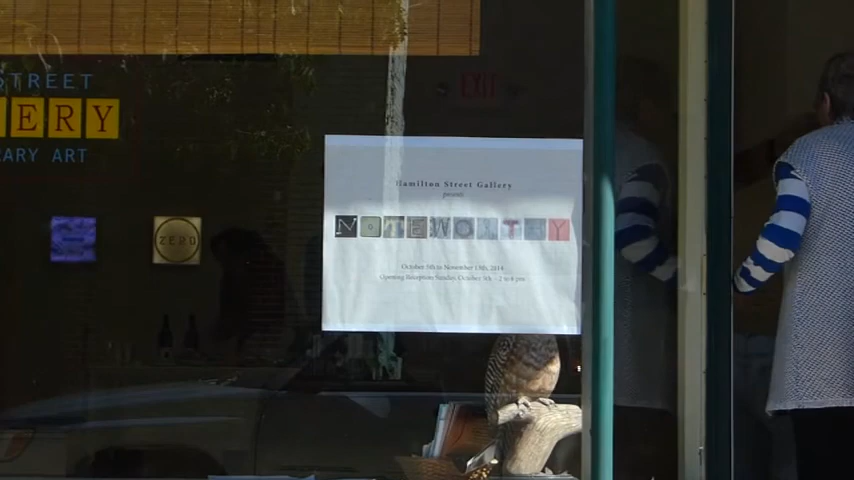 STREET
ERY
ARY ART
EXIT
ZERO
Hamilton Street Gallery
presents
NOTEWORTHY
October 5th to November 15th, 2014
Opening Reception Sunday, October 5th - 2 to 6 pm